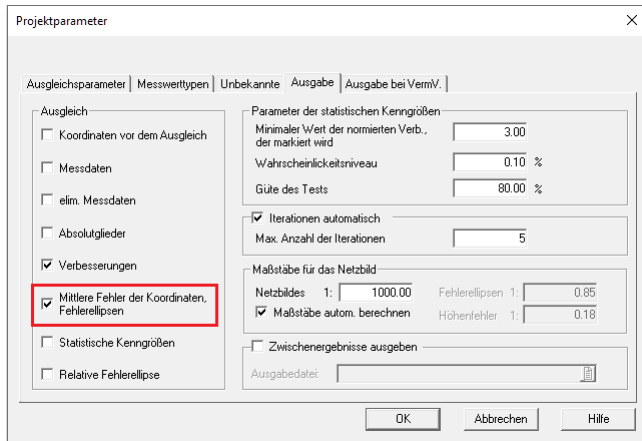 Projektparameter
Ausgleichsparameter
Messwerttypen
Unbekannte
Ausgabe
Ausgabe bei VermV.
Ausgleich
Koordinaten vor dem Ausgleich
Messdaten
elim. Messdaten
Absolutglieder
Verbesserungen
Mittlere Fehler der Koordinaten,
Fehlerellipsen
Statistische Kenngrößen
Relative Fehlerellipse
Parameter der statistischen Kenngrößen
Minimaler Wert der normierten Verb.,
der markiert wird
3.00
Wahrscheinlickeitsniveau
0.10 %
Güte des Tests
80.00 %
Iterationen automatisch
Max. Anzahl der Iterationen
5
Maßstäbe für das Netzbild
Netzbildes 1: 1000.00
Fehlerellipsen 1: 0.85
Maßstäbe autom. berechnen
Höhenfehler 1: 0.18
Zwischenergebnisse ausgeben
Ausgabedatei:
OK
Abbrechen
Hilfe